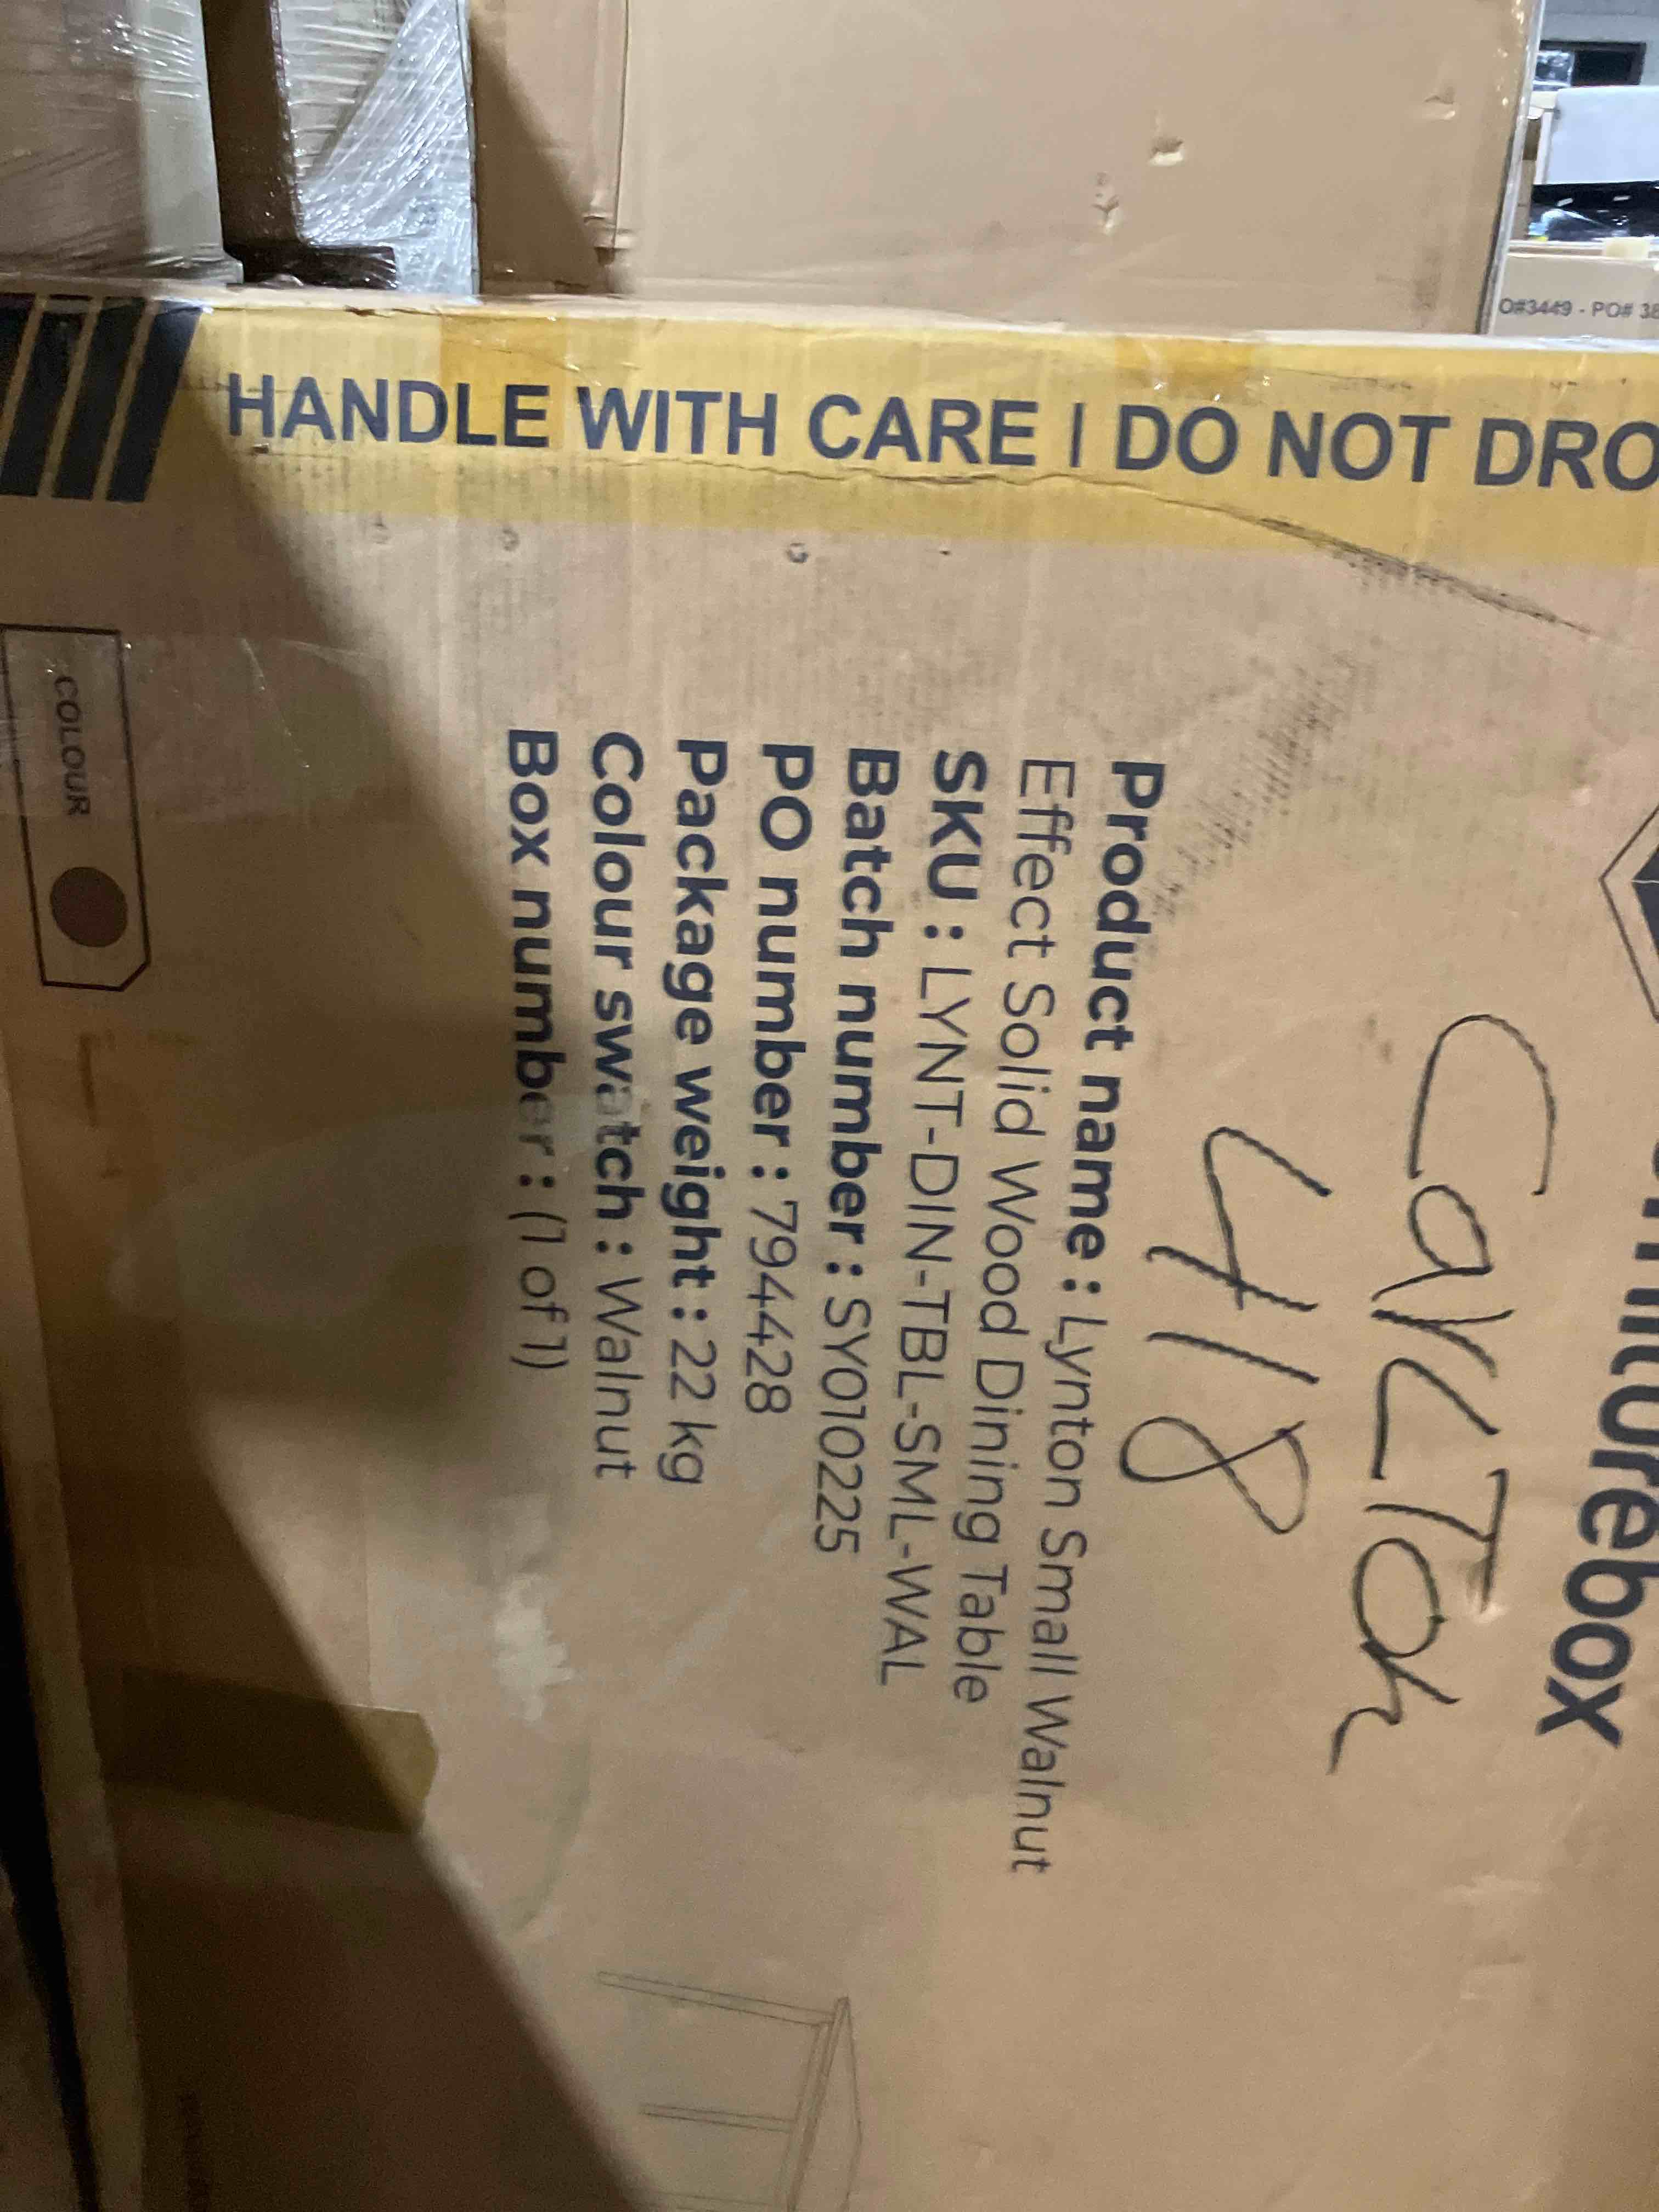 O#3449 - PO# 38
HANDLE WITH CARE | DO NOT DRO
niturebox
Carlton
418
Product name : Lynton Small Walnut
Effect Solid Wood Dining Table
SKU : LYNT-DIN-TBL-SML-WAL
Batch number : SY010225
PO number : 794428
Package weight : 22 kg
Colour swatch : Walnut
Box number : (1 of 1)
COLOUR